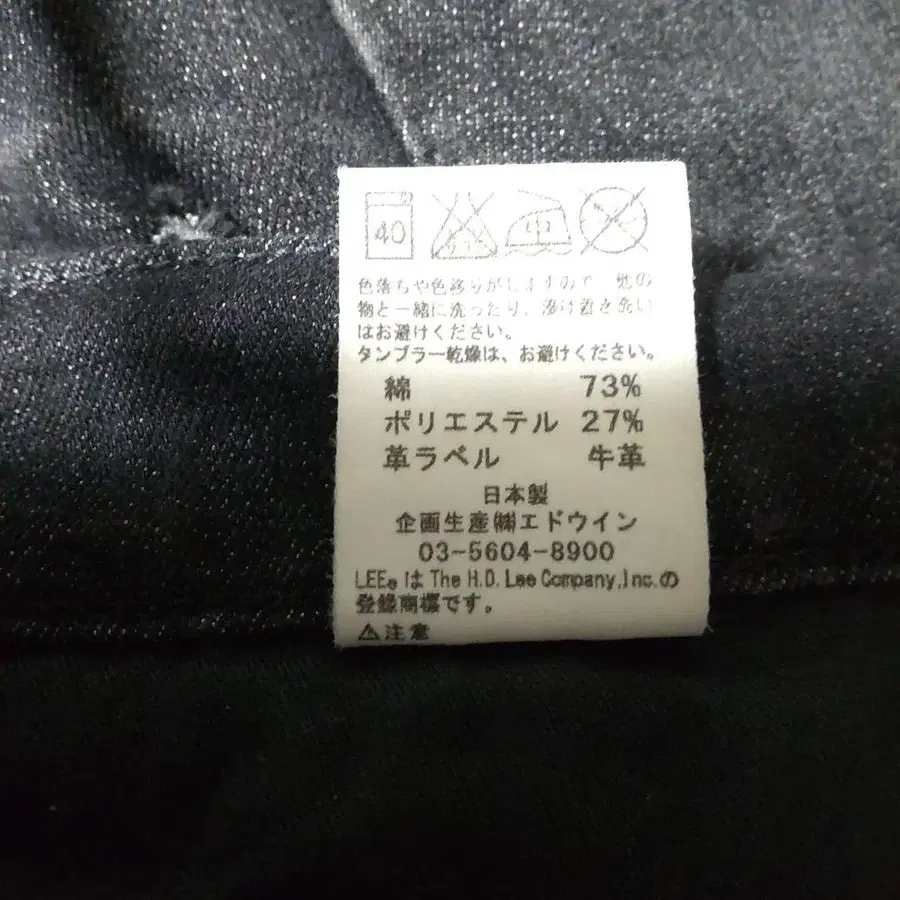 40
色落ちや色移りがしますので、他の
物と一緒に洗ったり、漬け置き洗い
はお避けください。
タンブラー乾燥は、お避けください。
綿 73%
ポリエステル 27%
革ラベル 牛革
日本製
企画生産㈱エドウイン
03-5604-8900
LEE®は The H.D. Lee Company,Inc.の
登録商標です。
⚠注意